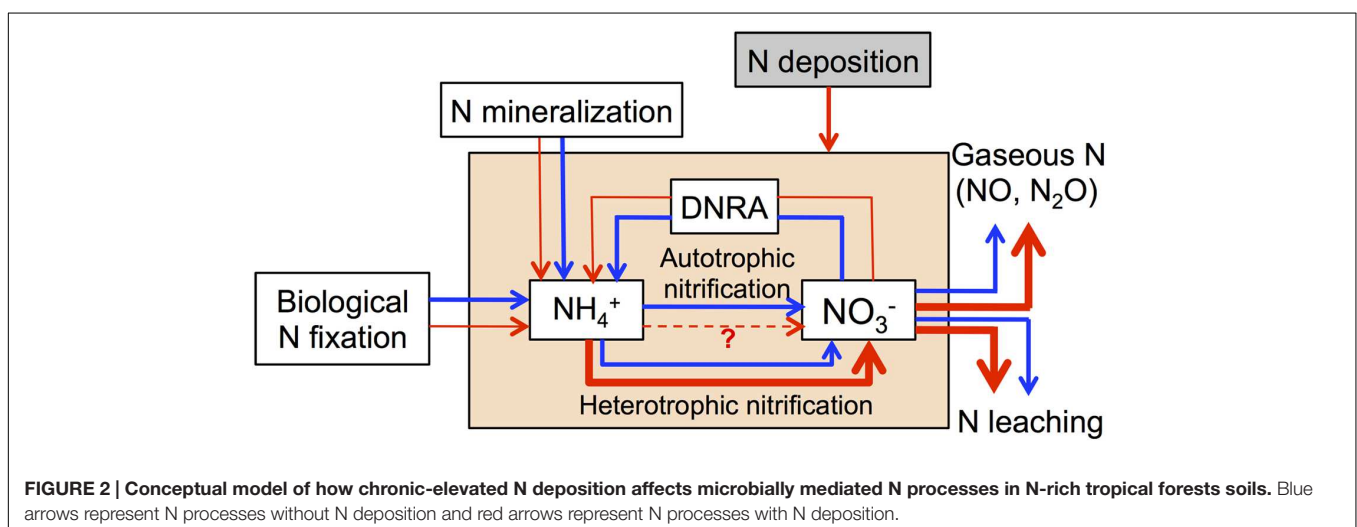 N deposition
N mineralization
Gaseous N
(NO, N₂O)
DNRA
Autotrophic
nitrification
Biological
N fixation
NH₄⁺
NO₃⁻
?
Heterotrophic nitrification
N leaching
FIGURE 2 | Conceptual model of how chronic-elevated N deposition affects microbially mediated N processes in N-rich tropical forests soils. Blue
arrows represent N processes without N deposition and red arrows represent N processes with N deposition.